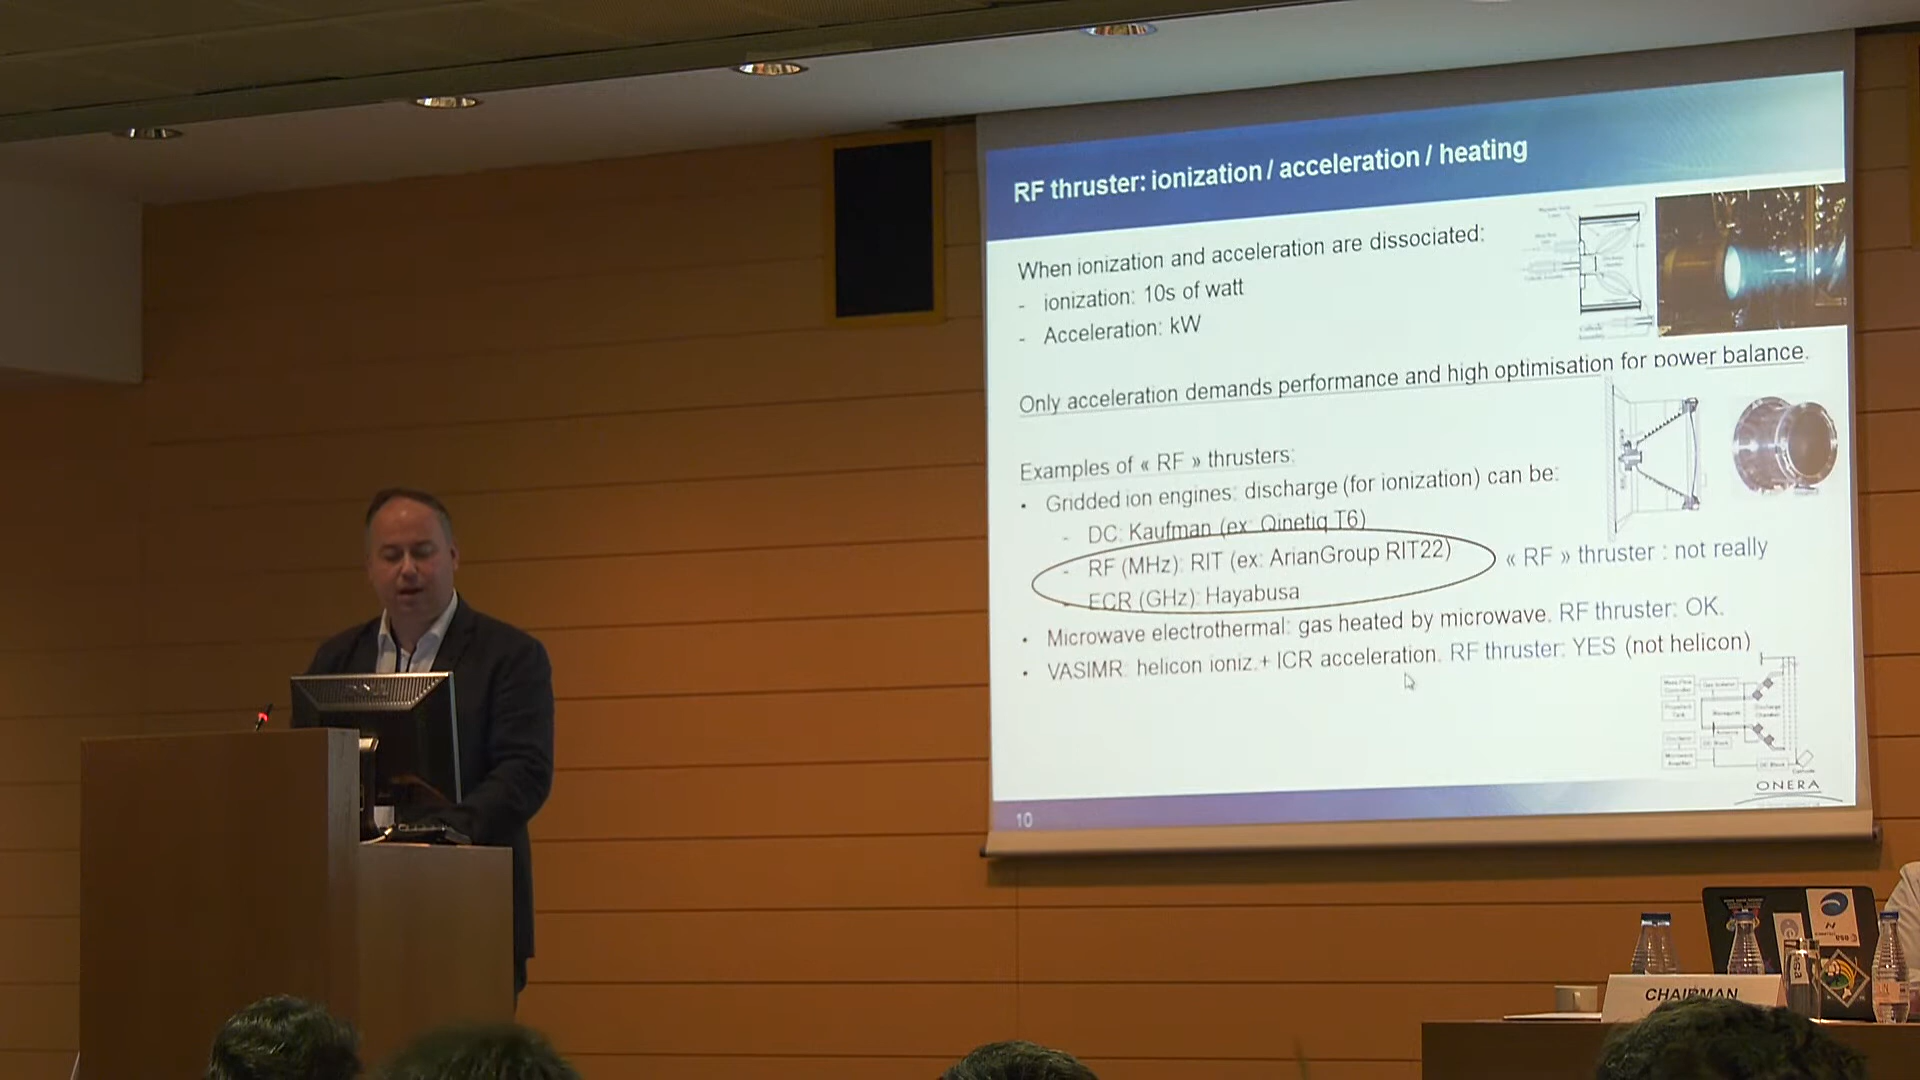 RF thruster: ionization / acceleration / heating
When ionization and acceleration are dissociated:
- ionization: 10s of watt
- Acceleration: kW
Only acceleration demands performance and high optimisation for power balance.
Examples of « RF » thrusters:
• Gridded ion engines: discharge (for ionization) can be:
- DC: Kaufman (ex: Qinetiq T6)
- RF (MHz): RIT (ex: ArianGroup RIT22)
« RF » thruster : not really
- ECR (GHz): Hayabusa
• Microwave electrothermal: gas heated by microwave. RF thruster: OK.
• VASIMR: helicon ioniz.+ ICR acceleration. RF thruster: YES (not helicon)
ONERA
10
CHAIRMAN
esa